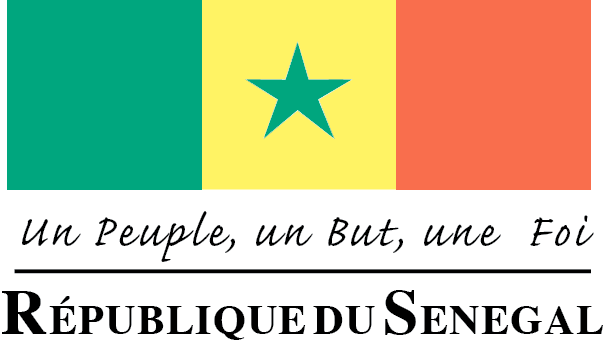 Un Peuple, un But, une Foi
RÉPUBLIQUE DU SENEGAL